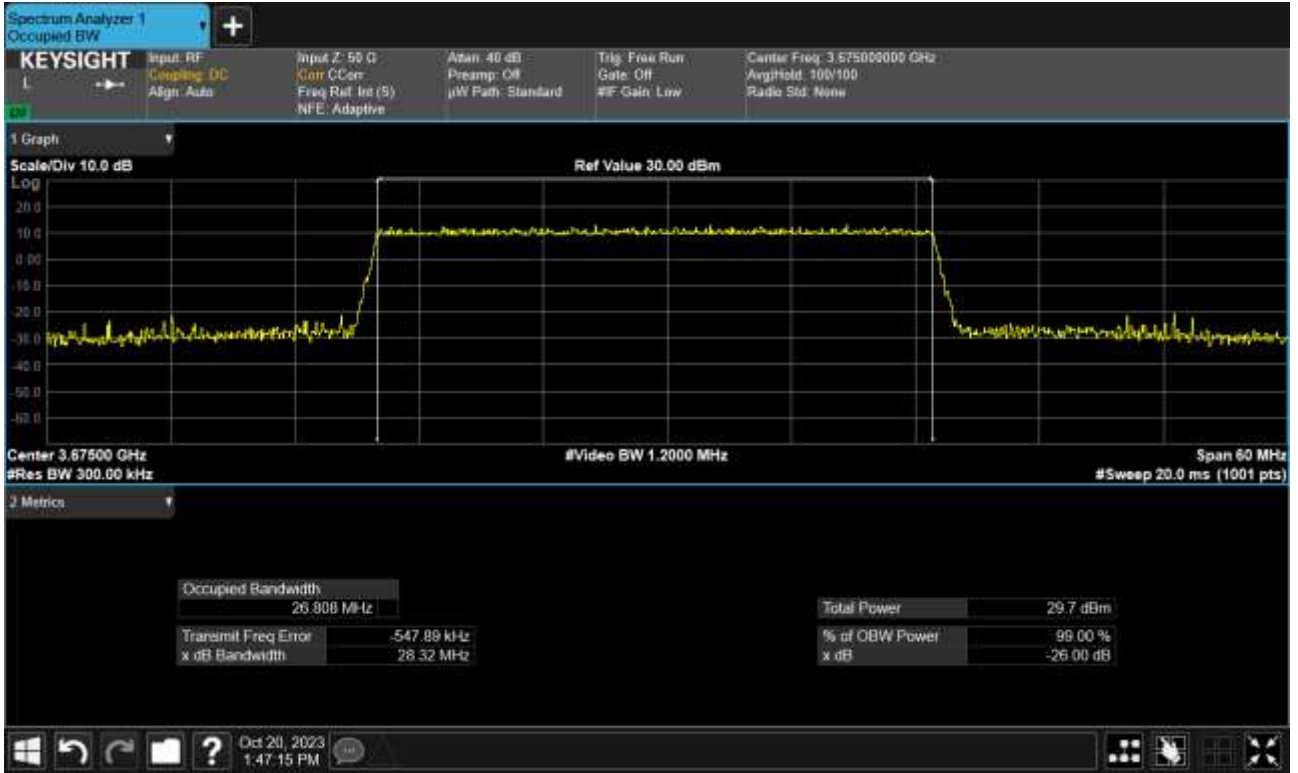 Spectrum Analyzer 1
Occupied BW
+
KEYSIGHT
L
Input: RF
Coupling: DC
Align: Auto
Input Z: 50 Ω
Corr CCorr
Freq Ref: Int (S)
NFE: Adaptive
Atten: 40 dB
Preamp: Off
µW Path: Standard
Trig: Free Run
Gate: Off
#IF Gain: Low
Center Freq: 3.675000000 GHz
Avg|Hold: 100/100
Radio Std: None
1 Graph
Scale/Div 10.0 dB
Ref Value 30.00 dBm
Log
20.0
10.0
0.00
-10.0
-20.0
-30.0
-40.0
-50.0
-60.0
Center 3.67500 GHz
#Video BW 1.2000 MHz
Span 60 MHz
#Res BW 300.00 kHz
#Sweep 20.0 ms (1001 pts)
2 Metrics
Occupied Bandwidth
26.808 MHz
Total Power 29.7 dBm
Transmit Freq Error -547.89 kHz
% of OBW Power 99.00 %
x dB Bandwidth 28.32 MHz
x dB -26.00 dB
?
Oct 20, 2023
1:47:15 PM